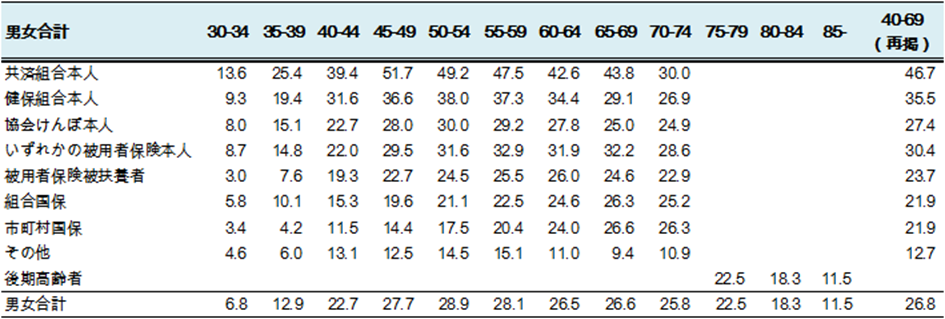 男女合計 30-34 35-39 40-44 45-49 50-54 55-59 60-64 65-69 70-74 75-79 80-84 85- 40-69
（再掲）
共済組合本人 13.6 25.4 39.4 51.7 49.2 47.5 42.6 43.8 30.0 46.7
健保組合本人 9.3 19.4 31.6 36.6 38.0 37.3 34.4 29.1 26.9 35.5
協会けんぽ本人 8.0 15.1 22.7 28.0 30.0 29.2 27.8 25.0 24.9 27.4
いずれかの被用者保険本人 8.7 14.8 22.0 29.5 31.6 32.9 31.9 32.2 28.6 30.4
被用者保険被扶養者 3.0 7.6 19.3 22.7 24.5 25.5 26.0 24.6 22.9 23.7
組合国保 5.8 10.1 15.3 19.6 21.1 22.5 24.6 26.3 25.2 21.9
市町村国保 3.4 4.2 11.5 14.4 17.5 20.4 24.0 26.6 26.3 21.9
その他 4.6 6.0 13.1 12.5 14.5 15.1 11.0 9.4 10.9 12.7
後期高齢者 22.5 18.3 11.5
男女合計 6.8 12.9 22.7 27.7 28.9 28.1 26.5 26.6 25.8 22.5 18.3 11.5 26.8